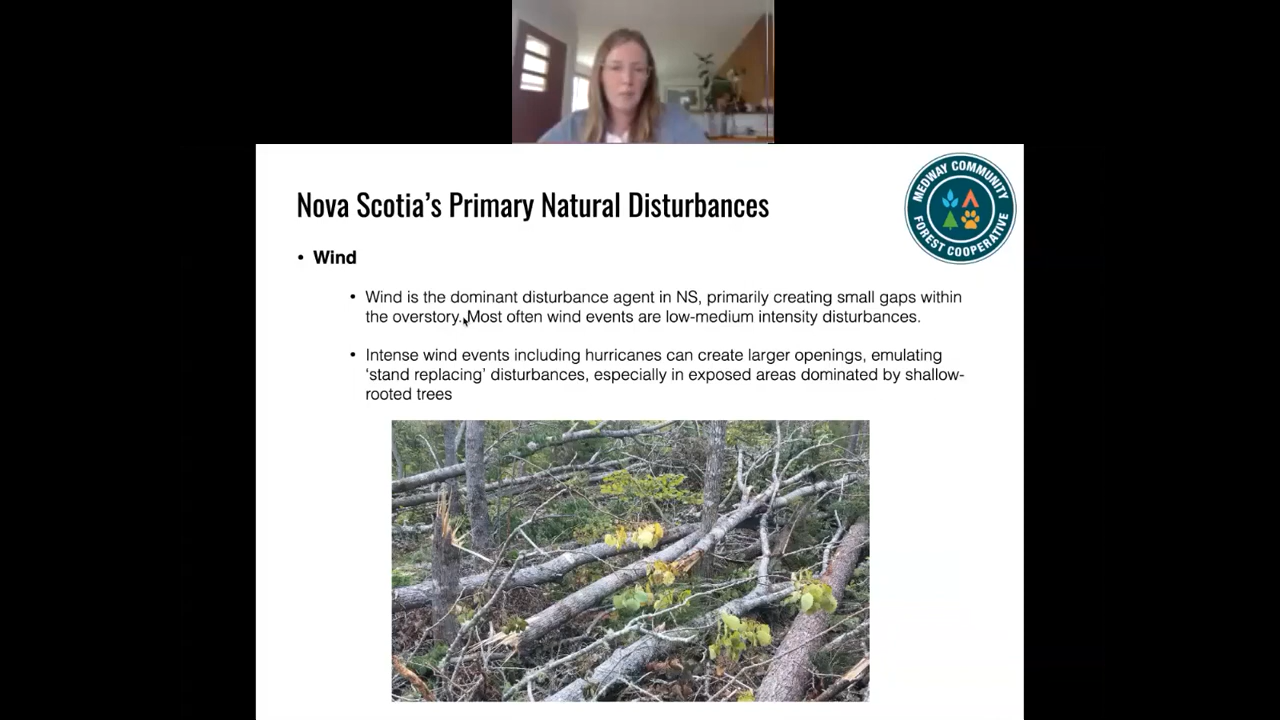 MEDWAY COMMUNITY
FOREST COOPERATIVE
Nova Scotia’s Primary Natural Disturbances
• Wind
• Wind is the dominant disturbance agent in NS, primarily creating small gaps within
the overstory. Most often wind events are low-medium intensity disturbances.
• Intense wind events including hurricanes can create larger openings, emulating
‘stand replacing’ disturbances, especially in exposed areas dominated by shallow-
rooted trees